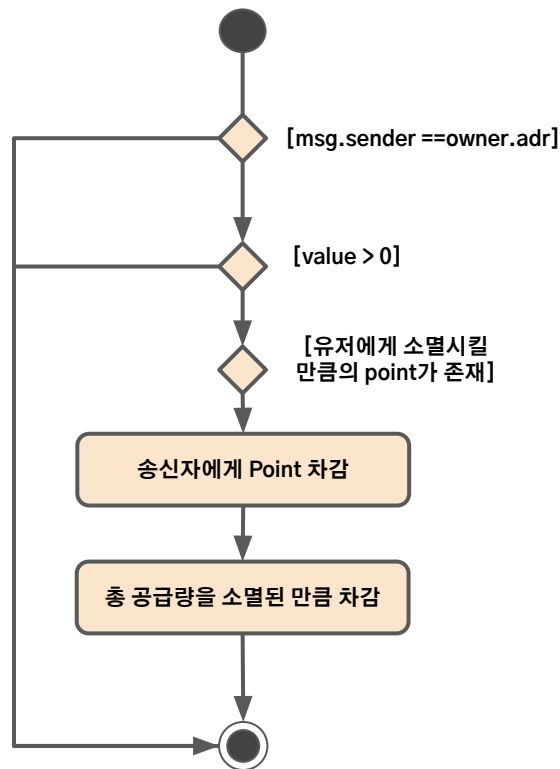 [msg.sender ==owner.adr]
[value > 0]
[유저에게 소멸시킬
만큼의 point가 존재]
송신자에게 Point 차감
총 공급량을 소멸된 만큼 차감